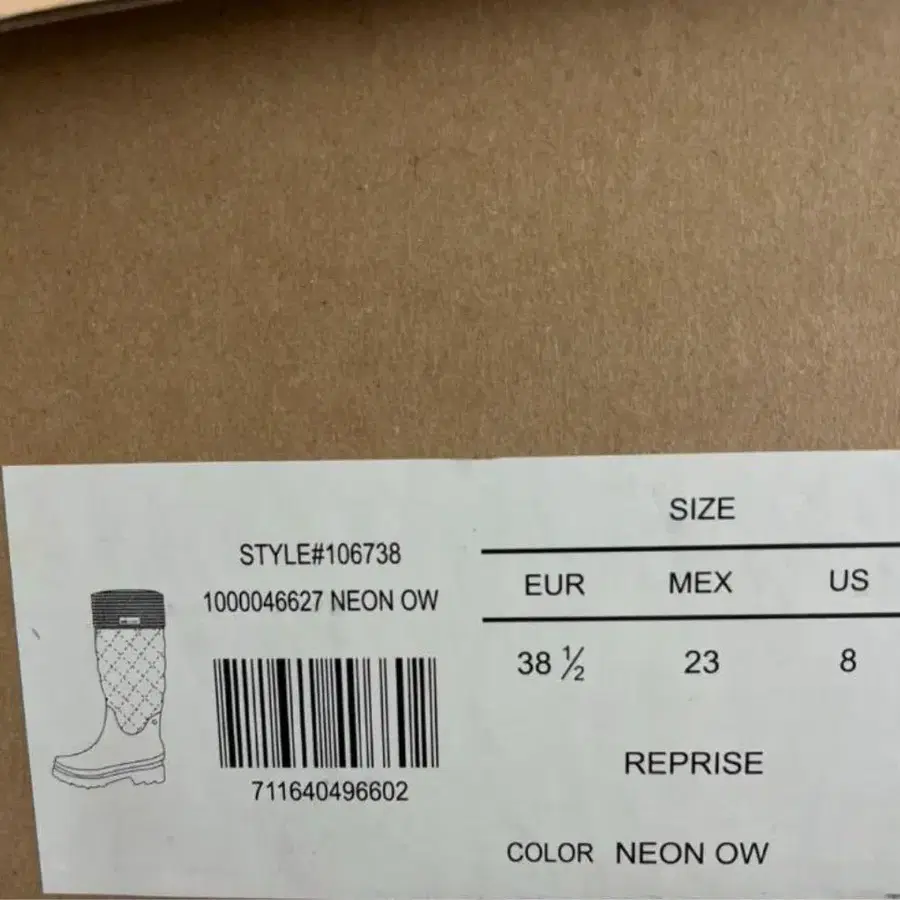 STYLE#106738
1000046627 NEON OW
711640496602
SIZE
EUR MEX US
38 ½ 23 8
REPRISE
COLOR NEON OW